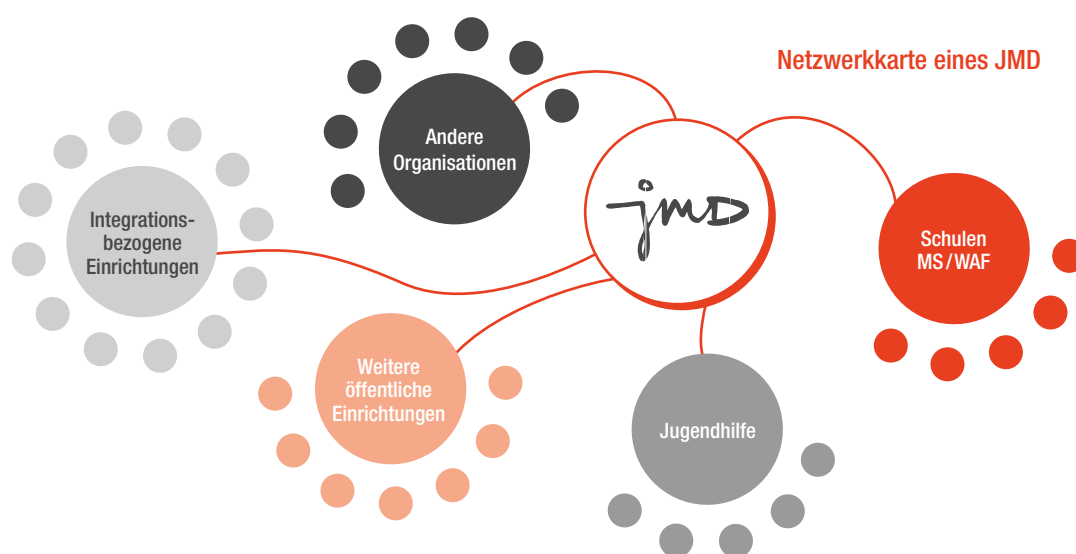 Netzwerkkarte eines JMD
Andere
Organisationen
jmD
Integrations-
bezogene
Einrichtungen
Schulen
MS/WAF
Weitere
öffentliche
Einrichtungen
Jugendhilfe